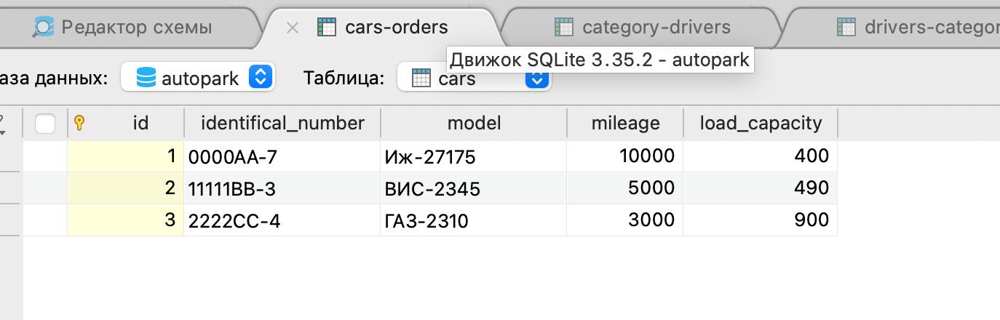 Редактор схемы cars-orders category-drivers drivers-categor
Движок SQLite 3.35.2 - autopark
аза данных: autopark Таблица: cars
id identifical_number model mileage load_capacity
1 0000AA-7 Иж-27175 10000 400
2 11111BB-3 ВИС-2345 5000 490
3 2222CC-4 ГАЗ-2310 3000 900